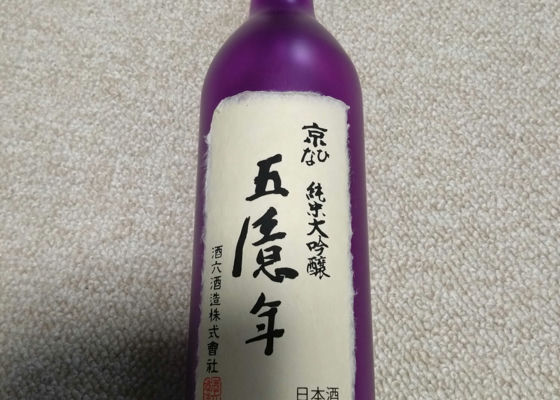 京ひな 純米大吟醸
五億年
酒六酒造株式會社
日本酒